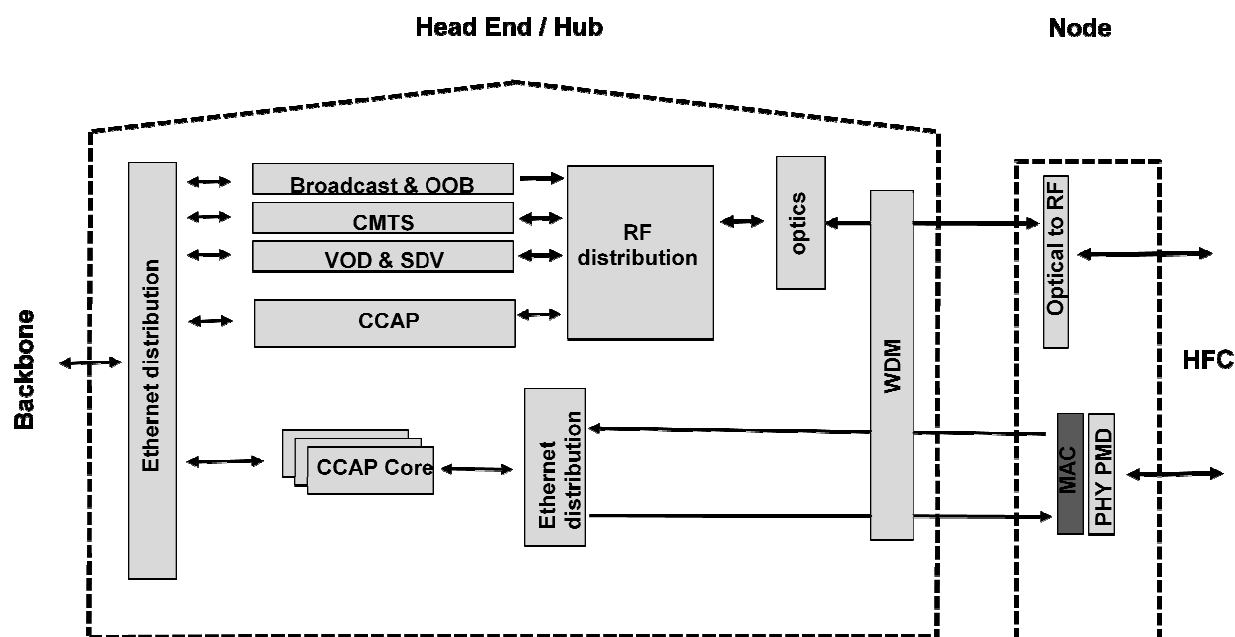 Head End / Hub
Node
Broadcast & OOB
CMTS
VOD & SDV
CCAP
RF
distribution
optics
Optical to RF
Backbone
Ethernet distribution
WDM
HFC
CCAP Core
Ethernet
distribution
MAC
PHY PMD